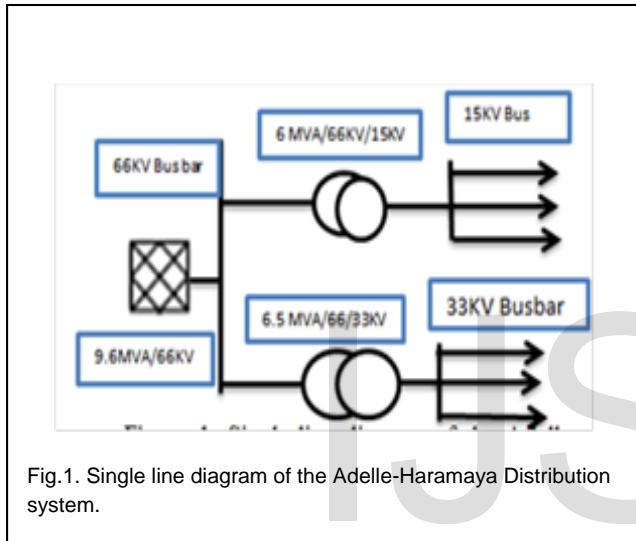 15KV Bus
6 MVA/66KV/15KV
66KV Busbar
33KV Busbar
6.5 MVA/66/33KV
9.6MVA/66KV
IJS
Fig.1. Single line diagram of the Adelle-Haramaya Distribution
system.